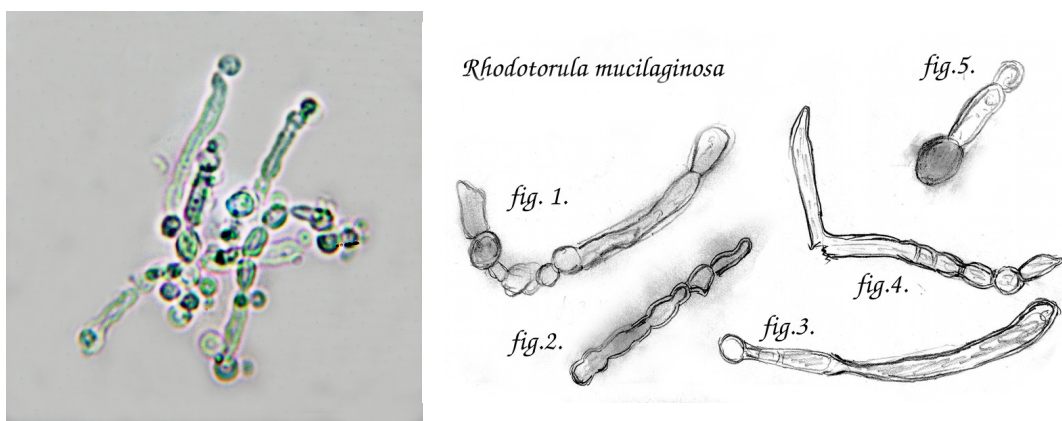 Rhodotorula mucilaginosa
fig.5.
fig. 1.
fig.4.
fig.2.
fig.3.